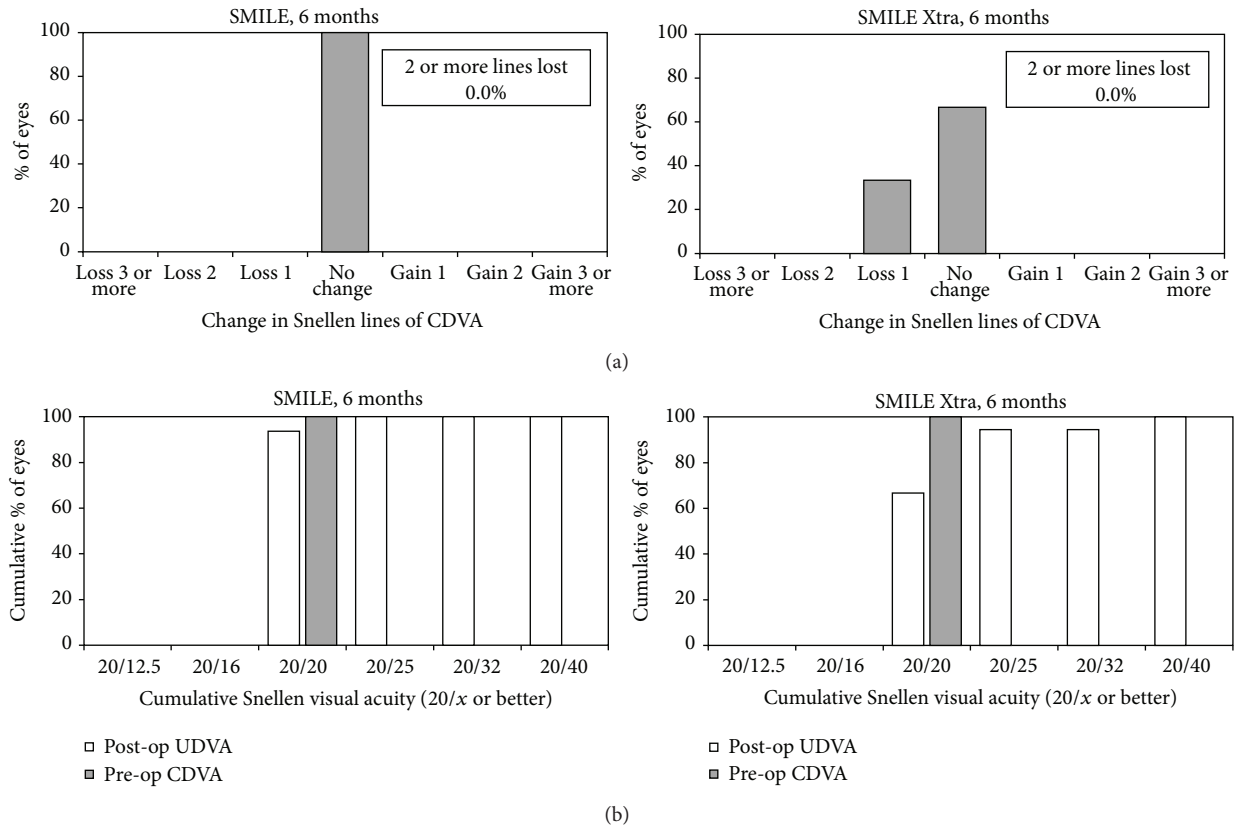 SMILE, 6 months
2 or more lines lost
0.0%
% of eyes
100
80
60
40
20
0
Loss 3 or more
Loss 2
Loss 1
No change
Gain 1
Gain 2
Gain 3 or more
Change in Snellen lines of CDVA
SMILE Xtra, 6 months
2 or more lines lost
0.0%
% of eyes
100
80
60
40
20
0
Loss 3 or more
Loss 2
Loss 1
No change
Gain 1
Gain 2
Gain 3 or more
Change in Snellen lines of CDVA
(a)
SMILE, 6 months
Cumulative % of eyes
100
80
60
40
20
0
20/12.5
20/16
20/20
20/25
20/32
20/40
Cumulative Snellen visual acuity (20/x or better)
Post-op UDVA
Pre-op CDVA
SMILE Xtra, 6 months
Cumulative % of eyes
100
80
60
40
20
0
20/12.5
20/16
20/20
20/25
20/32
20/40
Cumulative Snellen visual acuity (20/x or better)
Post-op UDVA
Pre-op CDVA
(b)